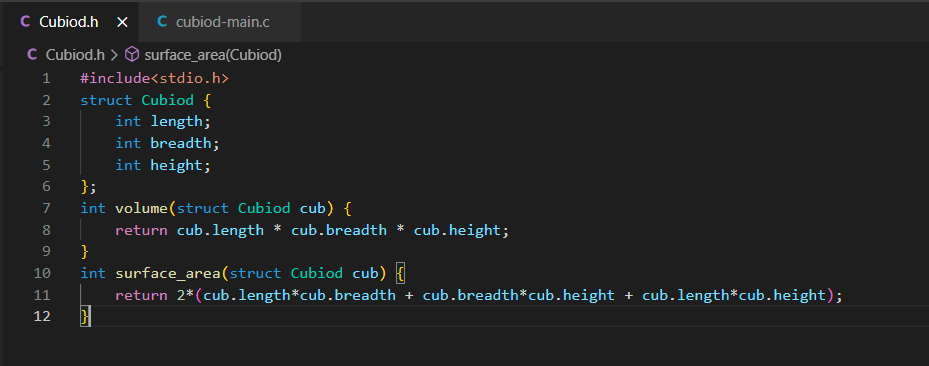 C Cubiod.h × C cubiod-main.c
C Cubiod.h > surface_area(Cubiod)
1 #include<stdio.h>
2 struct Cubiod {
3     int length;
4     int breadth;
5     int height;
6 };
7 int volume(struct Cubiod cub) {
8     return cub.length * cub.breadth * cub.height;
9 }
10 int surface_area(struct Cubiod cub) {
11     return 2*(cub.length*cub.breadth + cub.breadth*cub.height + cub.length*cub.height);
12 }